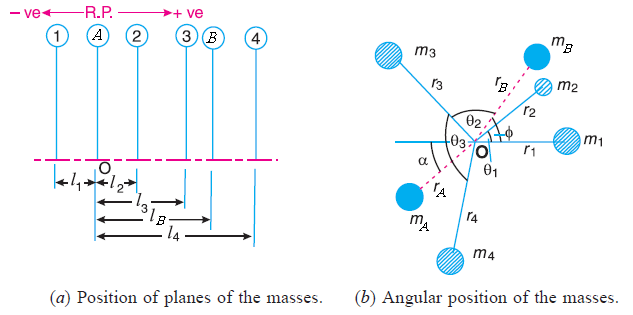 – ve R.P. + ve
1 A 2 3 B 4
O
l1 l2
l3
lB
l4
(a) Position of planes of the masses.
mB
m3
r3 rB m2
θ2 r2
θ3 ϕ m1
O r1
α θ1
rA
mA r4
m4
(b) Angular position of the masses.